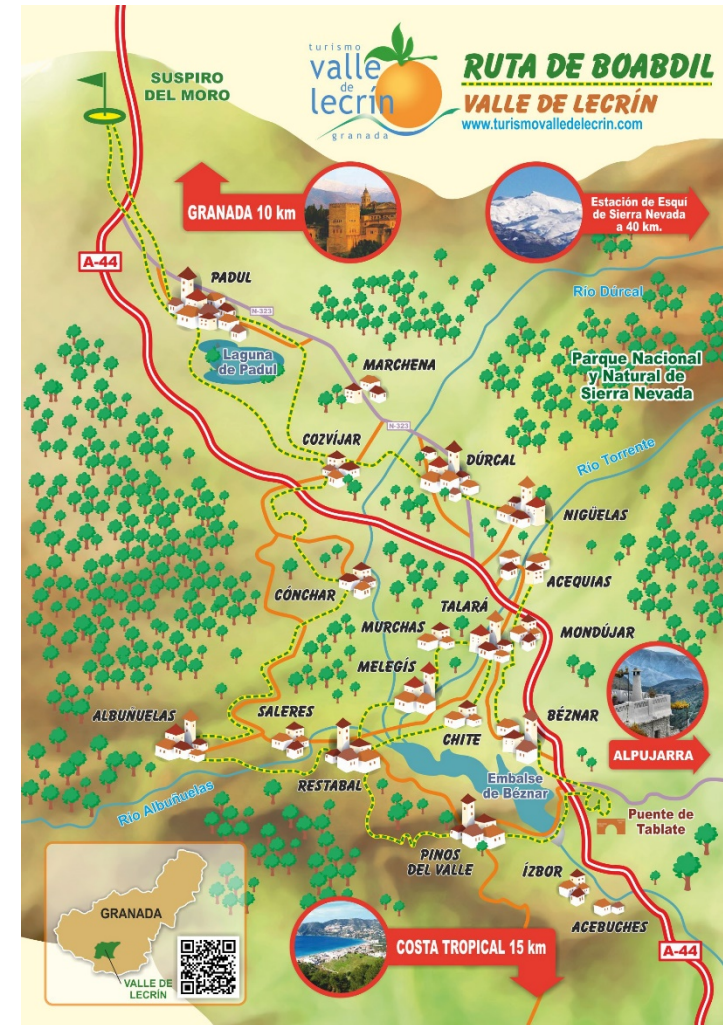 turismo
valle
de
lecrín
granada
RUTA DE BOABDIL
VALLE DE LECRÍN
www.turismovalledelecrin.com
SUSPIRO
DEL MORO
GRANADA 10 km
Estación de Esquí
de Sierra Nevada
a 40 km.
A-44
PADUL
N-323
Río Dúrcal
Laguna
de Padul
MARCHENA
Parque Nacional
y Natural de
Sierra Nevada
N-323
COZVÍJAR
DÚRCAL
Río Torrente
NIGÜELAS
CÓNCHAR
ACEQUIAS
TALARÁ
MURCHAS
MONDÚJAR
MELEGÍS
ALBUÑUELAS
SALERES
CHITE
BÉZNAR
ALPUJARRA
RESTABAL
Embalse
de Béznar
Río Albuñuelas
Puente de
Tablate
PINOS
DEL VALLE
ÍZBOR
ACEBUCHES
GRANADA
VALLE DE
LECRÍN
COSTA TROPICAL 15 km
A-44